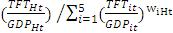 (TFT_Ht/GDP_Ht) / ∑_{i=1}^{5} (TFT_it/GDP_it)^{w_iHt}